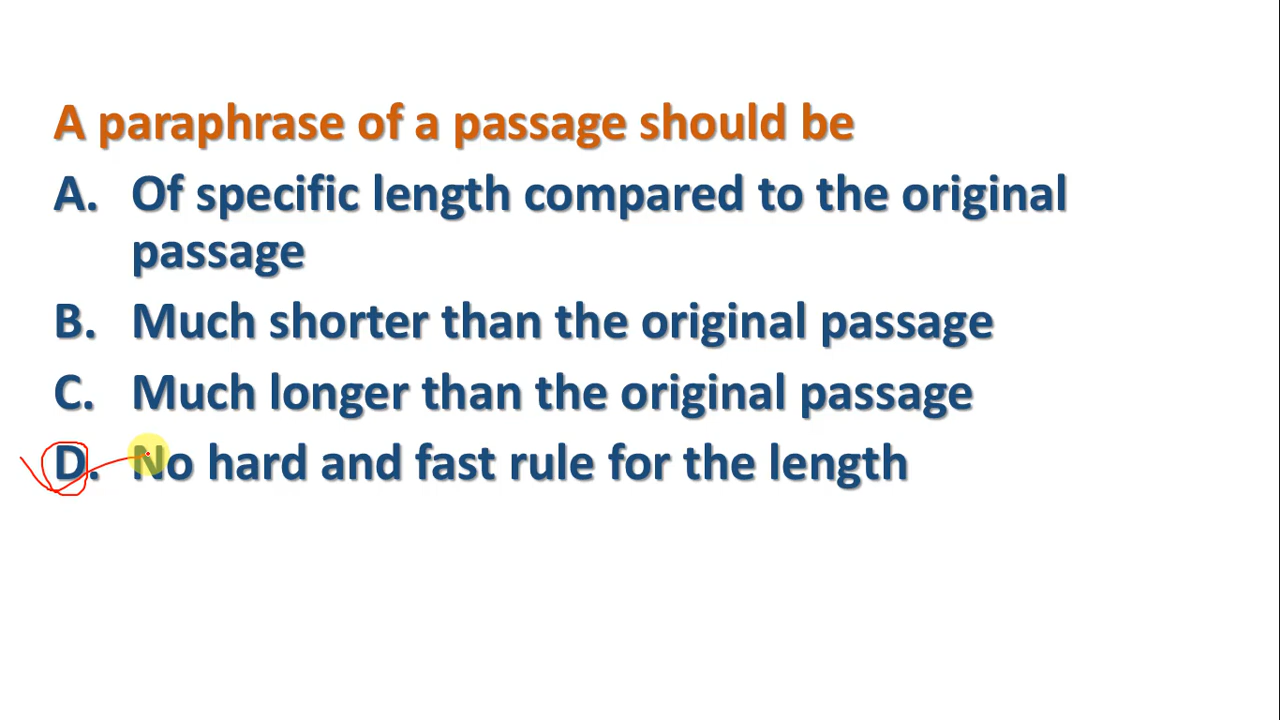 A paraphrase of a passage should be
A. Of specific length compared to the original
passage
B. Much shorter than the original passage
C. Much longer than the original passage
D. No hard and fast rule for the length